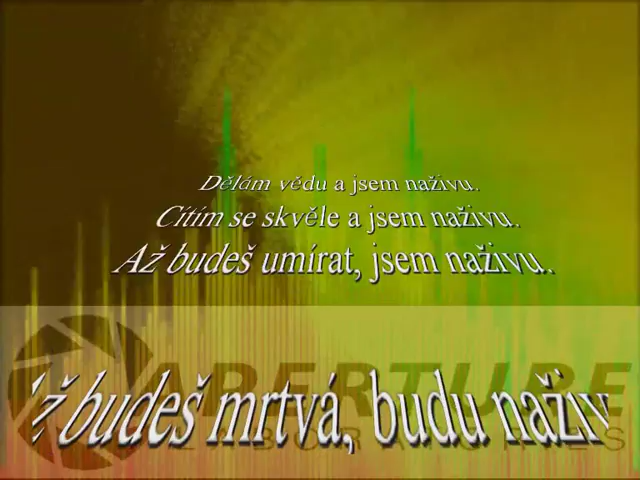 Dělám vědu a jsem naživu.
Cítím se skvěle a jsem naživu.
Až budeš umírat, jsem naživu.
ž budeš mrtvá, budu naživ
APERTURE
LABORATORIES